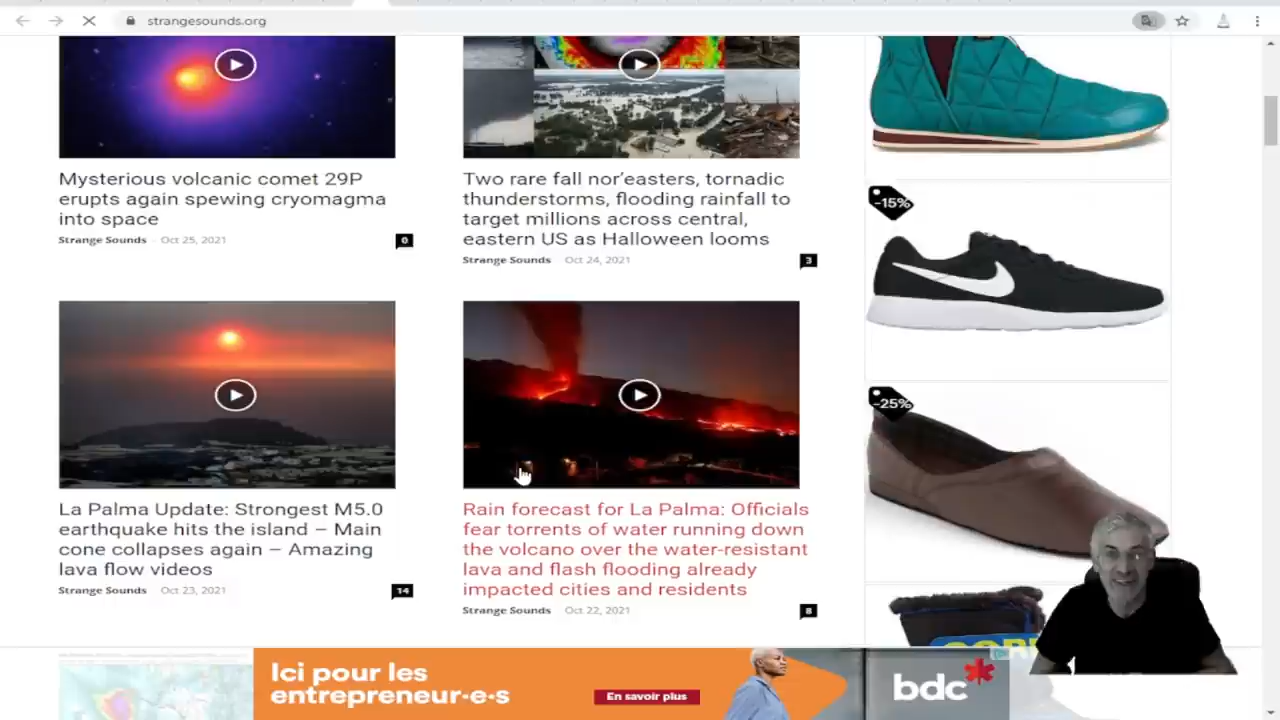 strangesounds.org
Mysterious volcanic comet 29P
erupts again spewing cryomagma
into space
Strange Sounds - Oct 25, 2021
0
Two rare fall nor’easters, tornadic
thunderstorms, flooding rainfall to
target millions across central,
eastern US as Halloween looms
Strange Sounds Oct 24, 2021
3
La Palma Update: Strongest M5.0
earthquake hits the island – Main
cone collapses again – Amazing
lava flow videos
Strange Sounds Oct 23, 2021
14
Rain forecast for La Palma: Officials
fear torrents of water running down
the volcano over the water-resistant
lava and flash flooding already
impacted cities and residents
Strange Sounds Oct 22, 2021
8
-15%
-25%
Ici pour les
entrepreneur·e·s
En savoir plus
bdc